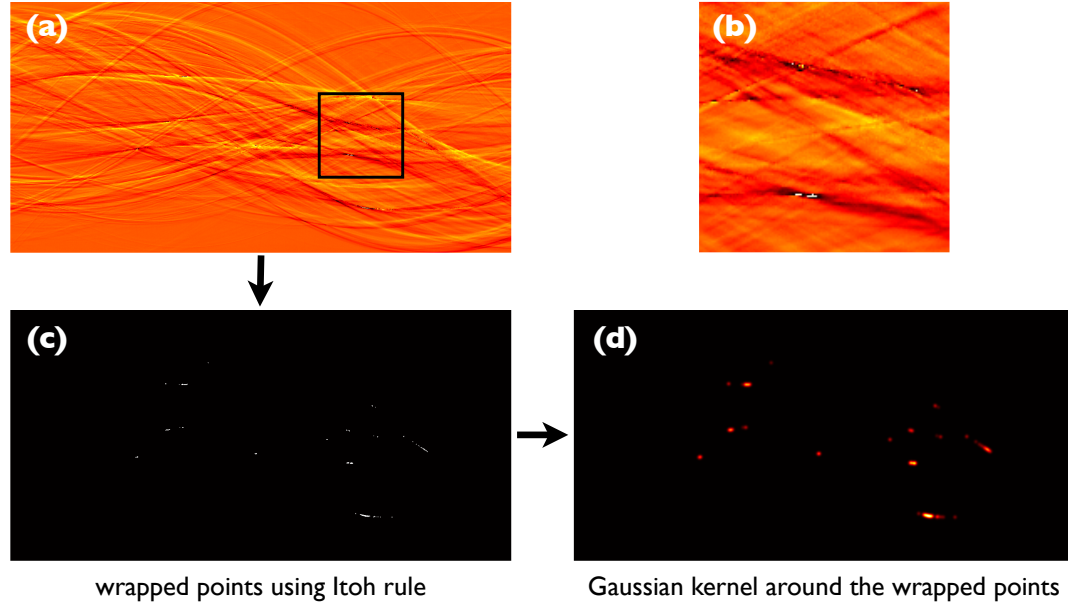 (a)
(b)
(c)
(d)
wrapped points using Itoh rule
Gaussian kernel around the wrapped points